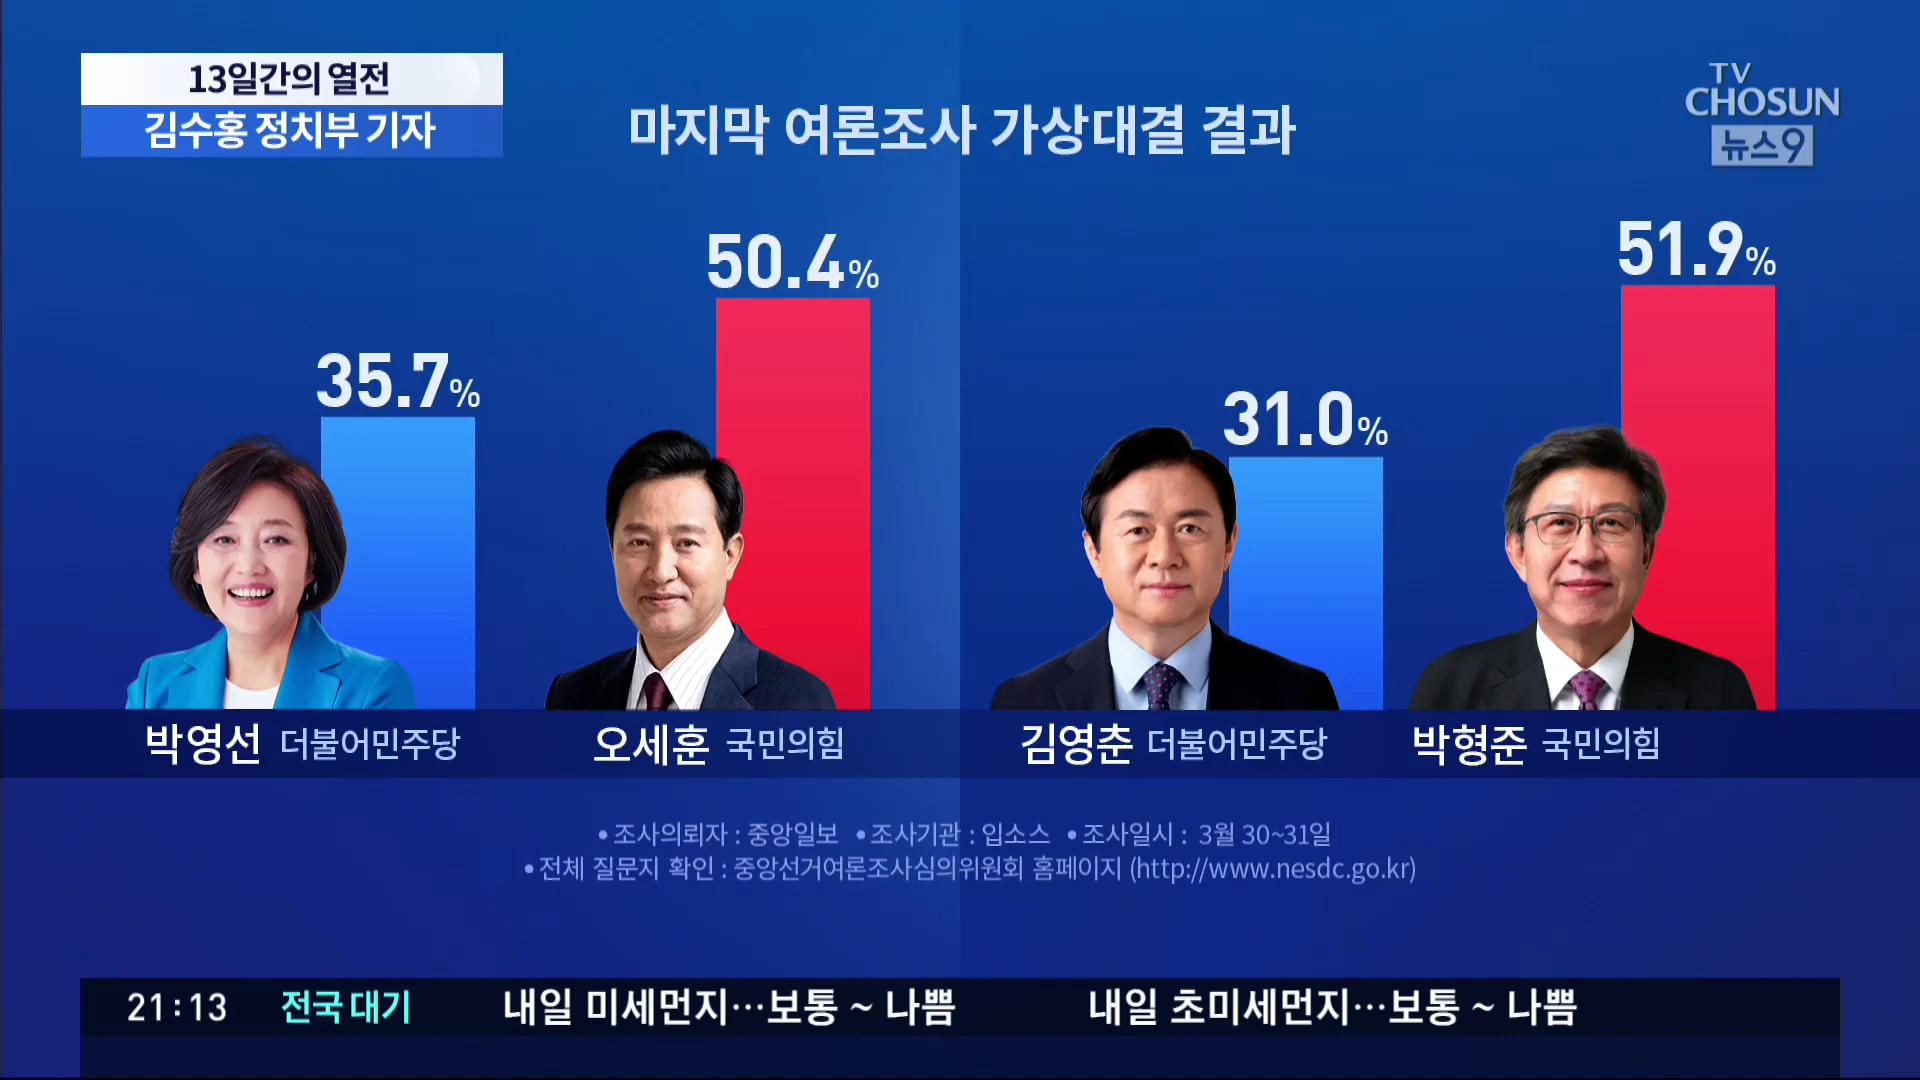 13일간의 열전
김수홍 정치부 기자
마지막 여론조사 가상대결 결과
TV
CHOSUN
뉴스9
35.7%
50.4%
31.0%
51.9%
박영선 더불어민주당
오세훈 국민의힘
김영춘 더불어민주당
박형준 국민의힘
•조사의뢰자 : 중앙일보 •조사기관 : 입소스 •조사일시 : 3월 30~31일
•전체 질문지 확인 : 중앙선거여론조사심의위원회 홈페이지 (http://www.nesdc.go.kr)
21:13 전국 대기 내일 미세먼지…보통 ~ 나쁨 내일 초미세먼지…보통 ~ 나쁨